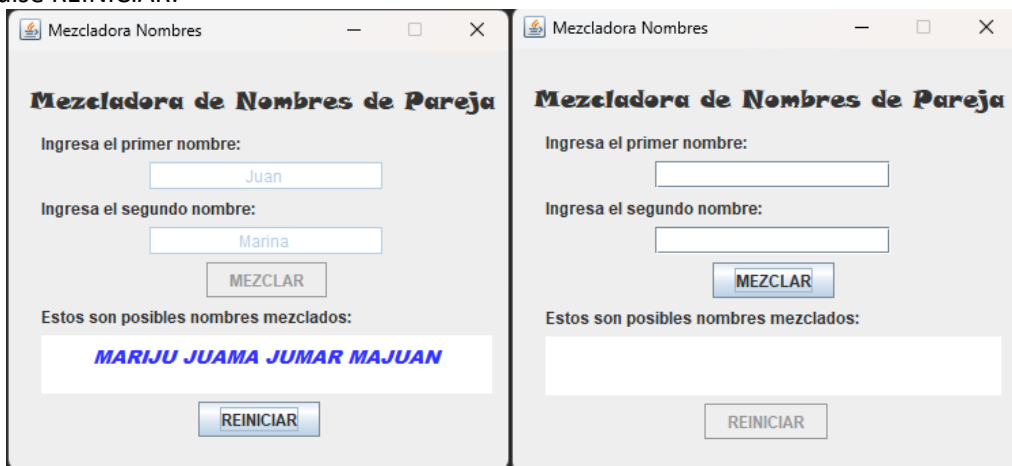 REINICIAR.
Mezcladora Nombres
Mezcladora de Nombres de Pareja
Ingresa el primer nombre:
Juan
Ingresa el segundo nombre:
Marina
MEZCLAR
Estos son posibles nombres mezclados:
MARIJU JUAMA JUMAR MAJUAN
REINICIAR
Mezcladora Nombres
Mezcladora de Nombres de Pareja
Ingresa el primer nombre:
Ingresa el segundo nombre:
MEZCLAR
Estos son posibles nombres mezclados:
REINICIAR